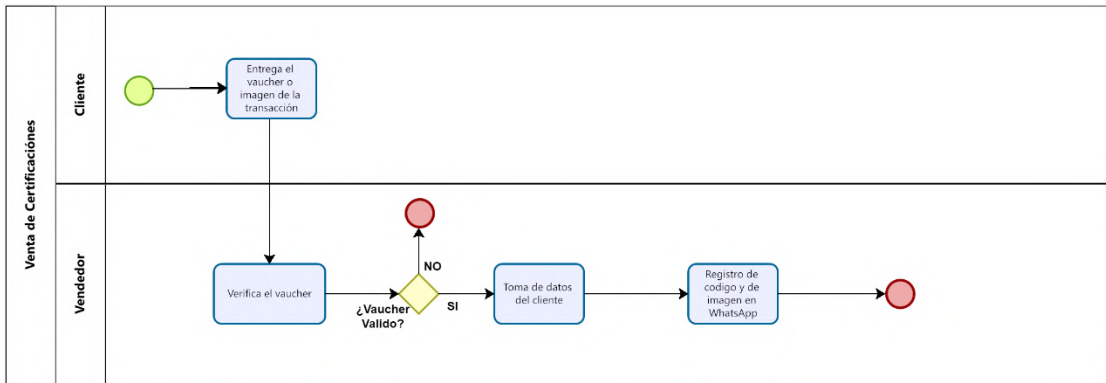 Venta de Certificaciónes
Cliente
Entrega el
vaucher o
imagen de la
transacción
Vendedor
Verifica el vaucher
¿Vaucher
Valido?
NO
SI
Toma de datos
del cliente
Registro de
codigo y de
imagen en
WhatsApp